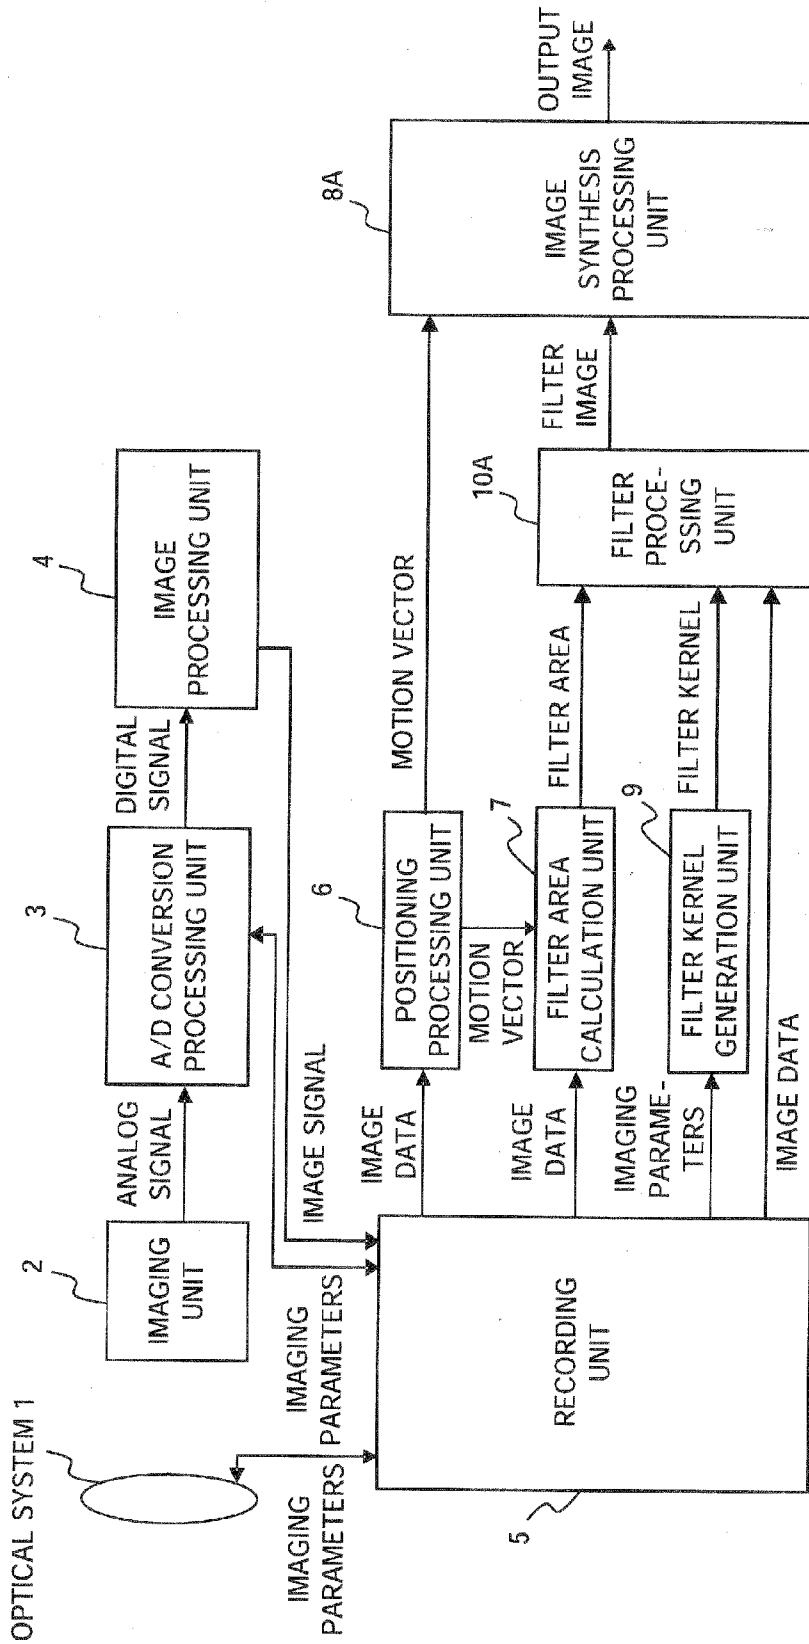 OPTICAL SYSTEM 1
2
IMAGING
UNIT
ANALOG
SIGNAL
3
A/D CONVERSION
PROCESSING UNIT
DIGITAL
SIGNAL
4
IMAGE
PROCESSING UNIT
IMAGING
PARAMETERS
IMAGING
PARAMETERS
IMAGE SIGNAL
5
RECORDING
UNIT
IMAGE
DATA
6
POSITIONING
PROCESSING UNIT
MOTION VECTOR
MOTION
VECTOR
IMAGE
DATA
7
FILTER AREA
CALCULATION UNIT
FILTER AREA
IMAGING
PARAME-
TERS
9
FILTER KERNEL
GENERATION UNIT
FILTER KERNEL
IMAGE DATA
10A
FILTER
PROCE-
SSING
UNIT
FILTER
IMAGE
8A
IMAGE
SYNTHESIS
PROCESSING
UNIT
OUTPUT
IMAGE